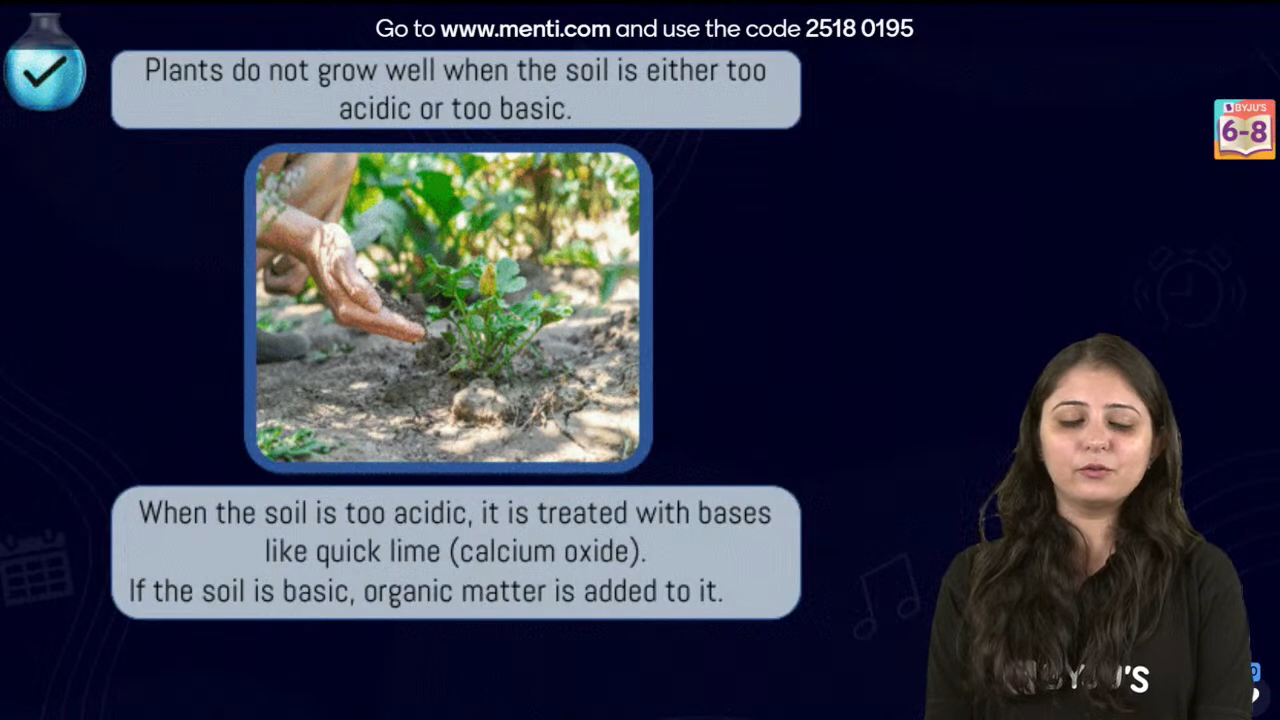 Go to www.menti.com and use the code 2518 0195
Plants do not grow well when the soil is either too
acidic or too basic.
BYJU'S
6-8
When the soil is too acidic, it is treated with bases
like quick lime (calcium oxide).
If the soil is basic, organic matter is added to it.
BYJU'S